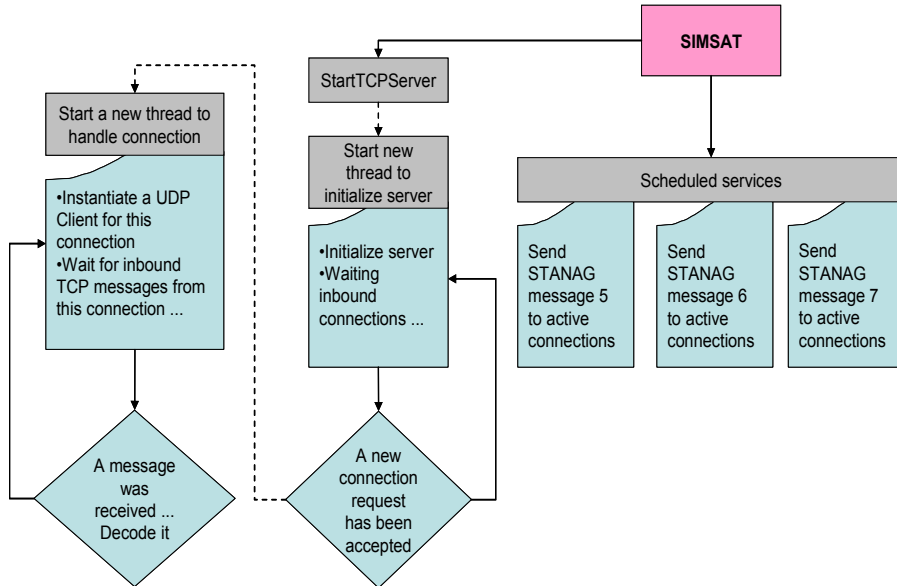 SIMSAT
StartTCPServer
Start a new thread to
handle connection
•Instantiate a UDP
Client for this
connection
•Wait for inbound
TCP messages from
this connection ...
A message
was
received ...
Decode it
Start new
thread to
initialize server
•Initialize server
•Waiting
inbound
connections ...
A new
connection
request
has been
accepted
Scheduled services
Send
STANAG
message 5
to active
connections
Send
STANAG
message 6
to active
connections
Send
STANAG
message 7
to active
connections